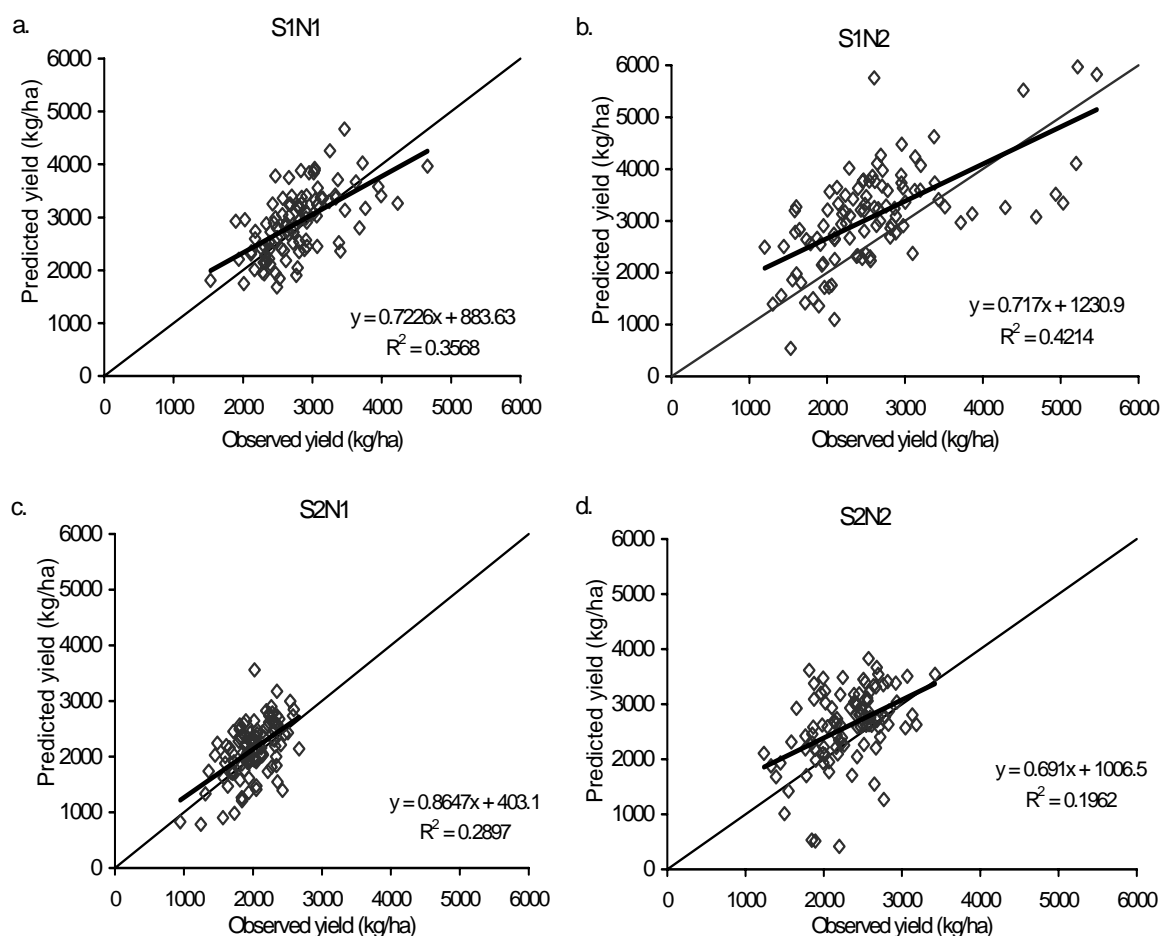 a.
S1N1
Predicted yield (kg/ha)
6000
5000
4000
3000
2000
1000
0
y = 0.7226x + 883.63
R² = 0.3568
0 1000 2000 3000 4000 5000 6000
Observed yield (kg/ha)
b.
S1N2
Predicted yield (kg/ha)
6000
5000
4000
3000
2000
1000
0
y = 0.717x + 1230.9
R² = 0.4214
0 1000 2000 3000 4000 5000 6000
Observed yield (kg/ha)
c.
S2N1
Predicted yield (kg/ha)
6000
5000
4000
3000
2000
1000
0
y = 0.8647x + 403.1
R² = 0.2897
0 1000 2000 3000 4000 5000 6000
Observed yield (kg/ha)
d.
S2N2
Predicted yield (kg/ha)
6000
5000
4000
3000
2000
1000
0
y = 0.691x + 1006.5
R² = 0.1962
0 1000 2000 3000 4000 5000 6000
Observed yield (kg/ha)